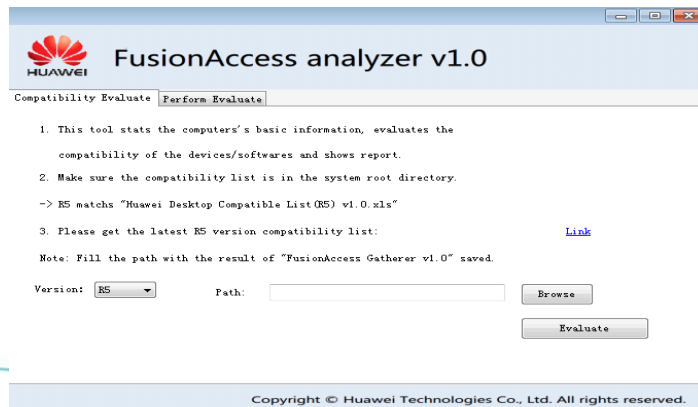 HUAWEI
FusionAccess analyzer v1.0
Compatibility Evaluate Perform Evaluate
1. This tool stats the computers's basic information, evaluates the
compatibility of the devices/softwares and shows report.
2. Make sure the compatibility list is in the system root directory.
-> R5 matchs "Huawei Desktop Compatible List(R5) v1.0.xls"
3. Please get the latest R5 version compatibility list: Link
Note: Fill the path with the result of "FusionAccess Gatherer v1.0" saved.
Version: R5 Path: Browse
Evaluate
Copyright © Huawei Technologies Co., Ltd. All rights reserved.